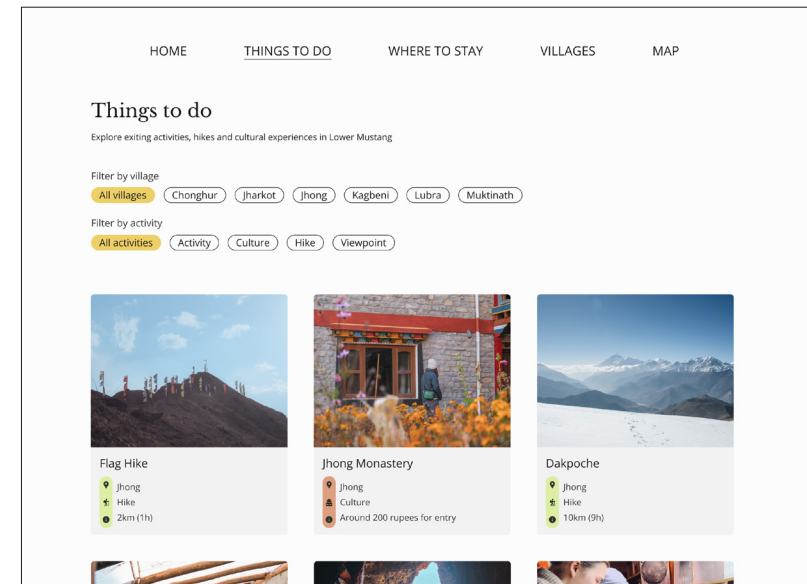 HOME THINGS TO DO WHERE TO STAY VILLAGES MAP
Things to do
Explore exiting activities, hikes and cultural experiences in Lower Mustang
Filter by village
All villages Chonghur Jharkot Jhong Kagbeni Lubra Muktinath
Filter by activity
All activities Activity Culture Hike Viewpoint
Flag Hike
Jhong
Hike
2km (1h)
Jhong Monastery
Jhong
Culture
Around 200 rupees for entry
Dakpoche
Jhong
Hike
10km (9h)